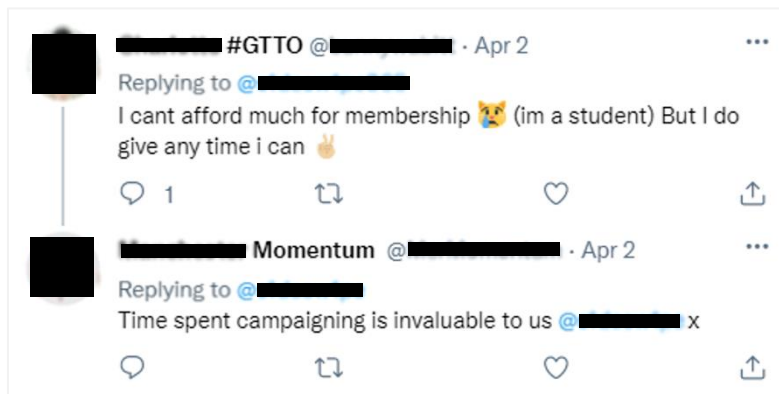 #GTTO @ · Apr 2
Replying to @
I cant afford much for membership 😿 (im a student) But I do
give any time i can ✌🏼
1
Momentum @ · Apr 2
Replying to @
Time spent campaigning is invaluable to us @ x